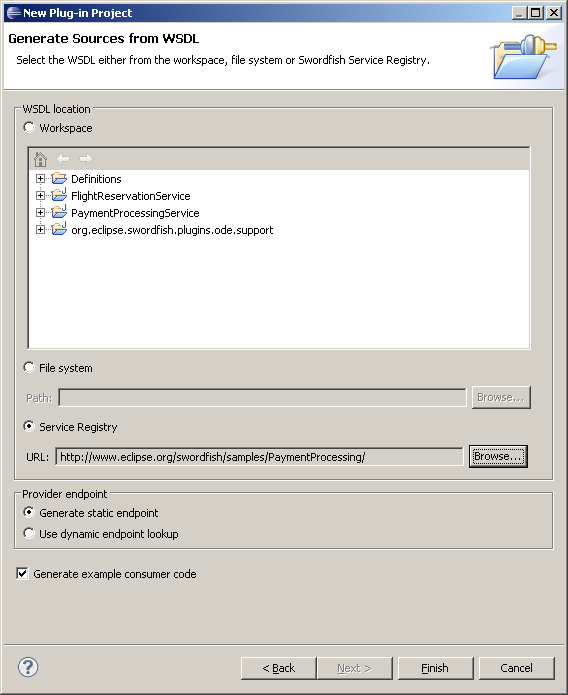 New Plug-in Project
Generate Sources from WSDL
Select the WSDL either from the workspace, file system or Swordfish Service Registry.
WSDL location
Workspace
Definitions
FlightReservationService
PaymentProcessingService
org.eclipse.swordfish.plugins.ode.support
File system
Path: Browse...
Service Registry
URL: http://www.eclipse.org/swordfish/samples/PaymentProcessing/ Browse...
Provider endpoint
Generate static endpoint
Use dynamic endpoint lookup
Generate example consumer code
? < Back Next > Finish Cancel